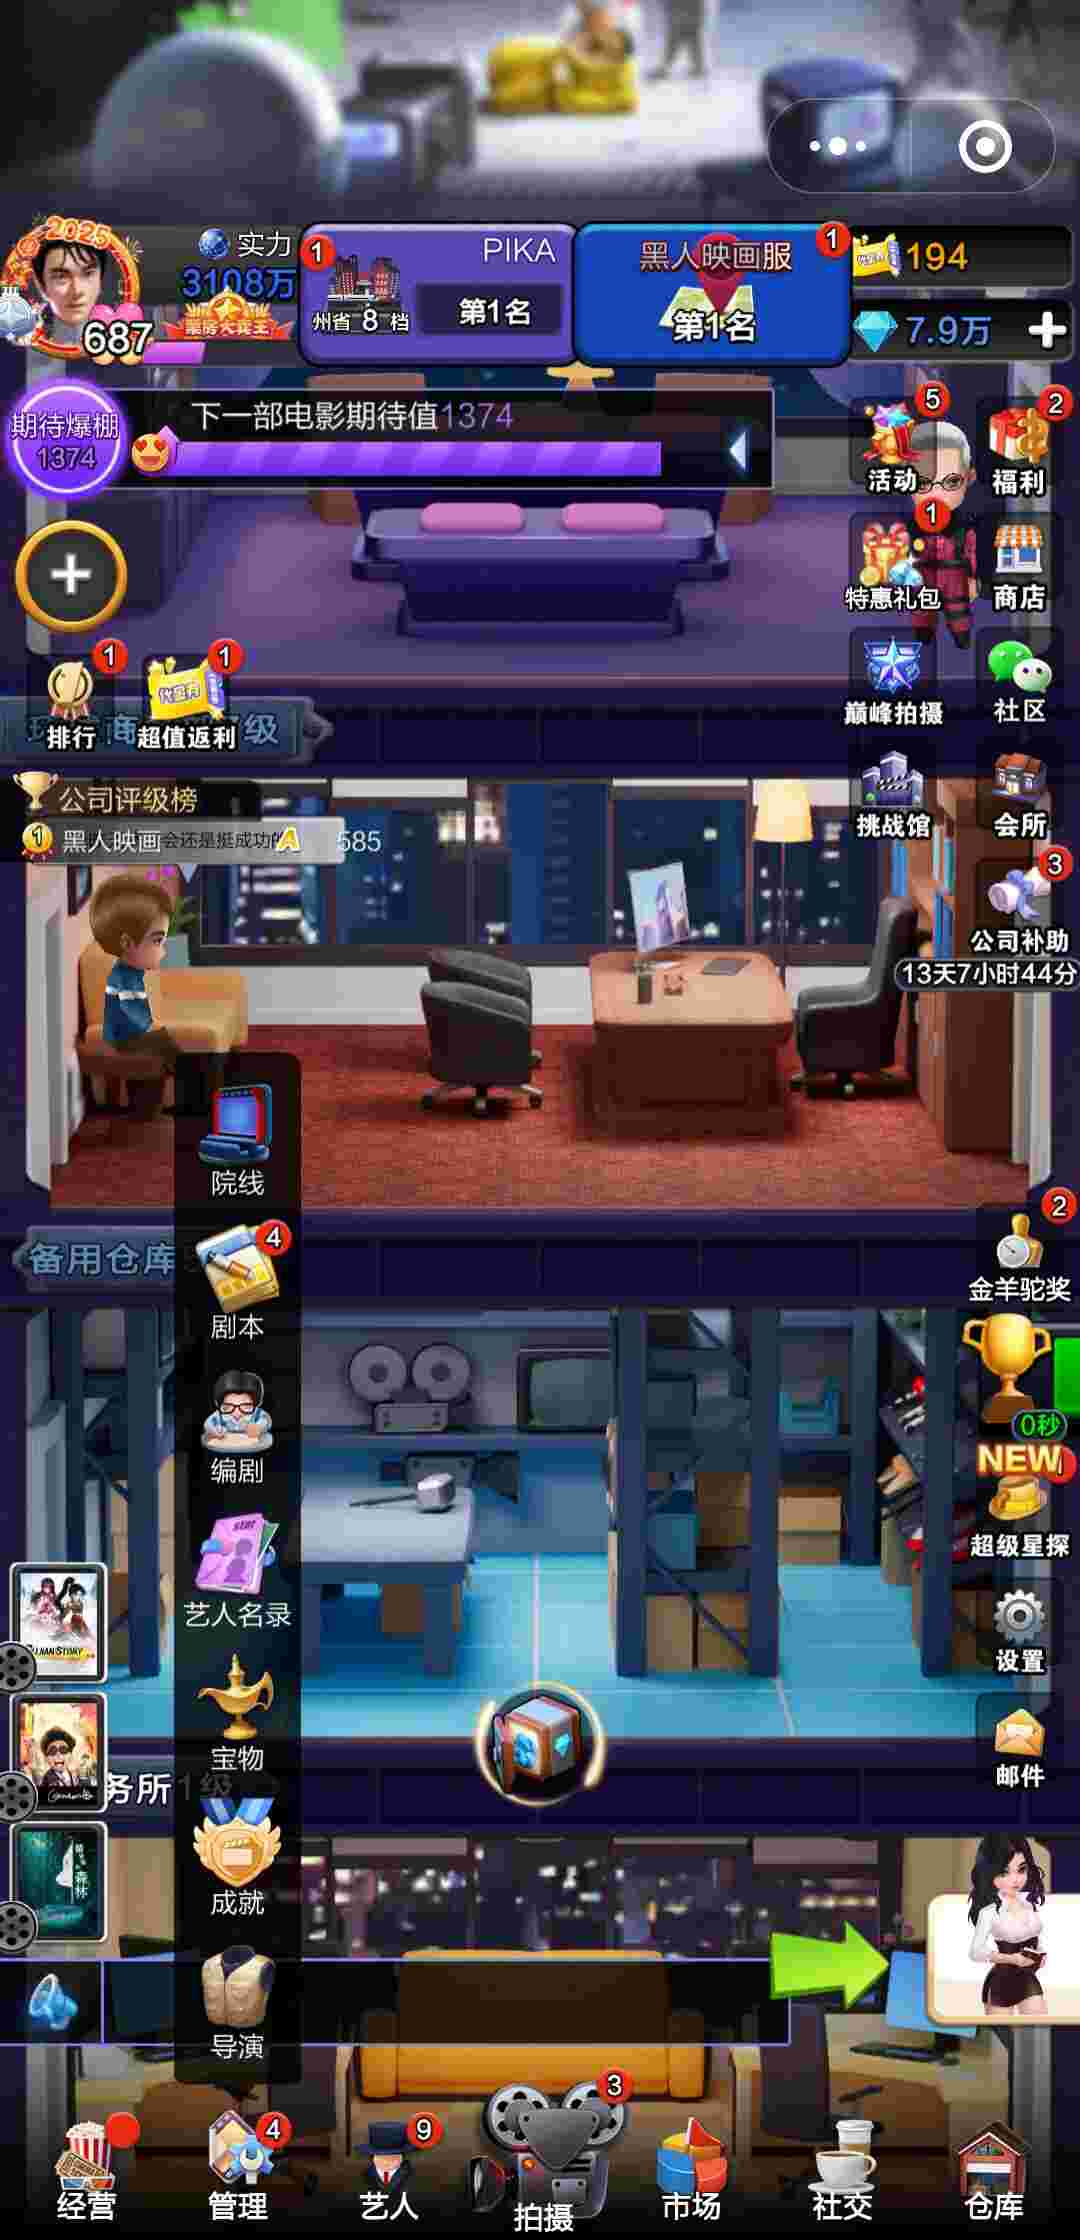 2025
实力
3108万
票房大霸主
687
1
PIKA
州省 8 档
第1名
1
黑人映画服
第1名
194
7.9万
期待爆棚
1374
下一部电影期待值1374
5
活动
2
福利
1
特惠礼包
商店
1
排行
1
超值返利
级
巅峰拍摄
社区
公司评级榜
1
黑人映画
会还是挺成功的
A
585
挑战馆
会所
3
公司补助
13天7小时44分
院线
备用仓库
4
剧本
2
金羊驼奖
0秒
NEW
超级星探
编剧
STAR
艺人名录
设置
宝物
邮件
务所1级
成就
森林
导演
经营
4
管理
9
艺人
3
拍摄
市场
社交
仓库